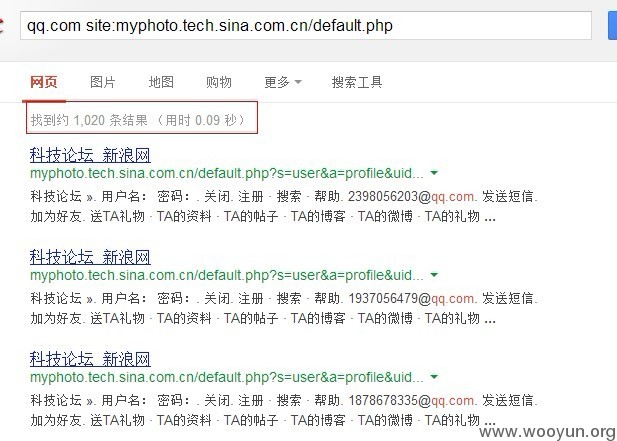 qq.com site:myphoto.tech.sina.com.cn/default.php
网页 图片 地图 购物 更多 搜索工具
找到约 1,020 条结果 （用时 0.09 秒）
科技论坛_新浪网
myphoto.tech.sina.com.cn/default.php?s=user&a=profile&uid...
科技论坛 ». 用户名： 密码：. 关闭. 注册 · 搜索 · 帮助. 2398056203@qq.com. 发送短信.
加为好友. 送TA礼物 · TA的资料 · TA的帖子 · TA的博客 · TA的微博 · TA的礼物 ...
科技论坛_新浪网
myphoto.tech.sina.com.cn/default.php?s=user&a=profile&uid...
科技论坛 ». 用户名： 密码：. 关闭. 注册 · 搜索 · 帮助. 1937056479@qq.com. 发送短信.
加为好友. 送TA礼物 · TA的资料 · TA的帖子 · TA的博客 · TA的微博 · TA的礼物 ...
科技论坛_新浪网
myphoto.tech.sina.com.cn/default.php?s=user&a=profile&uid...
科技论坛 ». 用户名： 密码：. 关闭. 注册 · 搜索 · 帮助. 1878678335@qq.com. 发送短信.
加为好友. 送TA礼物 · TA的资料 · TA的帖子 · TA的博客 · TA的微博 · TA的礼物 ...
www.wooyun.org